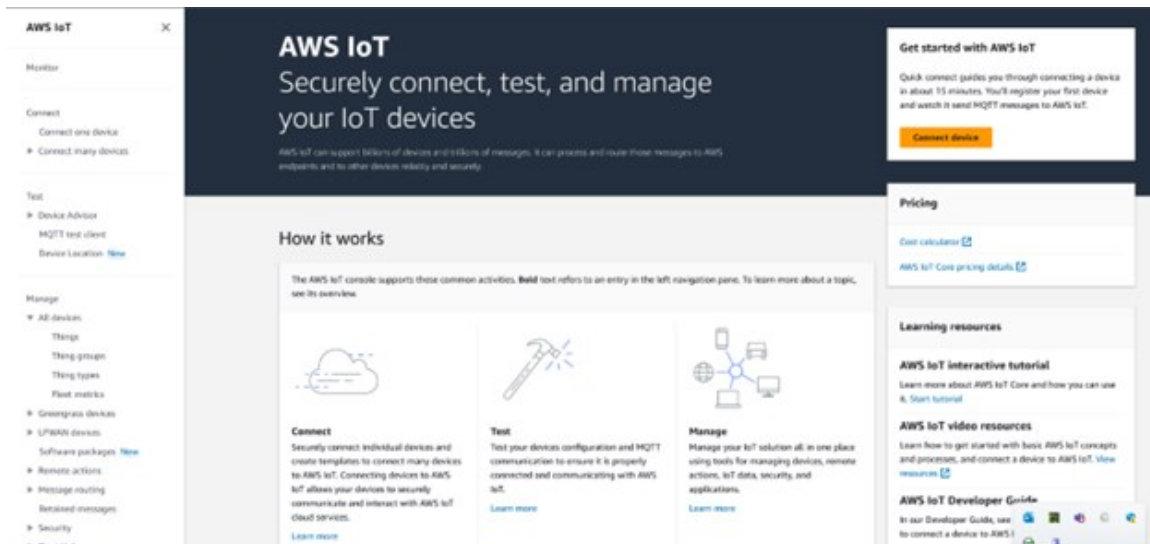 AWS IoT
Monitor
Connect
Connect one device
Connect many devices
Test
Device Advisor
MQTT test client
Device Location New
Manage
All devices
Things
Thing groups
Thing types
Fleet metrics
Greengrass devices
LPWAN devices
Software packages New
Remote actions
Message routing
Retained messages
Security
AWS IoT
Securely connect, test, and manage
your IoT devices
AWS IoT can support billions of devices and trillions of messages. It can process and route those messages to AWS
endpoints and to other devices reliably and securely.
How it works
The AWS IoT console supports these common activities. Bold text refers to an entry in the left navigation pane. To learn more about a topic,
see its overview.
Connect
Securely connect individual devices and
create templates to connect many devices
to AWS IoT. Connecting devices to AWS
IoT allows your devices to securely
communicate and interact with AWS IoT
cloud services.
Learn more
Test
Test your devices configuration and MQTT
communication to ensure it is properly
connected and communicating with AWS
IoT.
Learn more
Manage
Manage your IoT solution all in one place
using tools for managing devices, remote
actions, IoT data, security, and
applications.
Learn more
Get started with AWS IoT
Quick connect guides you through connecting a device
in about 15 minutes. You'll register your first device
and watch it send MQTT messages to AWS IoT.
Connect device
Pricing
Cost calculator
AWS IoT Core pricing details
Learning resources
AWS IoT interactive tutorial
Learn more about AWS IoT Core and how you can use
it. Start tutorial
AWS IoT video resources
Learn how to get started with basic AWS IoT concepts
and processes, and connect a device to AWS IoT. View
resources
AWS IoT Developer Guide
In our Developer Guide, see
to connect a device to AWS